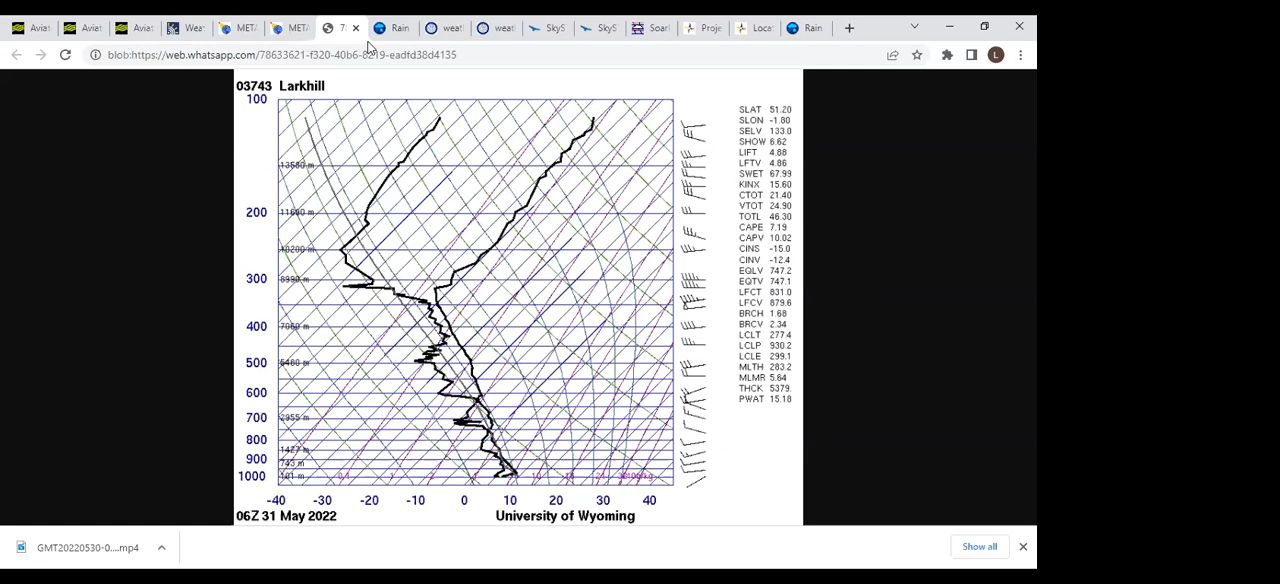 Aviat Aviat Aviat Wea META META 7 Rain weat weat SkyS SkyS Soari Proje Locat Rain
blob:https://web.whatsapp.com/78633621-f320-40b6-8219-eadfd38d4135
L
03743 Larkhill
100
200
300
400
500
600
700
800
900
1000
13580 m
11690 m
10200 m
8990 m
7060 m
5460 m
2955 m
1427 m
743 m
101 m
-40 -30 -20 -10 0 10 20 30 40
06Z 31 May 2022 University of Wyoming
SLAT 51.20
SLON -1.80
SELV 133.0
SHOW 6.62
LIFT 4.88
LFTV 4.86
SWET 67.99
KINX 15.60
CTOT 21.40
VTOT 24.90
TOTL 46.30
CAPE 7.19
CAPV 10.02
CINS -15.0
CINV -12.4
EQLV 747.2
EQTV 747.1
LFCT 831.0
LFCV 879.6
BRCH 1.68
BRCV 2.34
LCLT 277.4
LCLP 930.2
LCLE 299.1
MLTH 283.2
MLMR 5.64
THCK 5379.
PWAT 15.18
GMT20220530-0....mp4
Show all